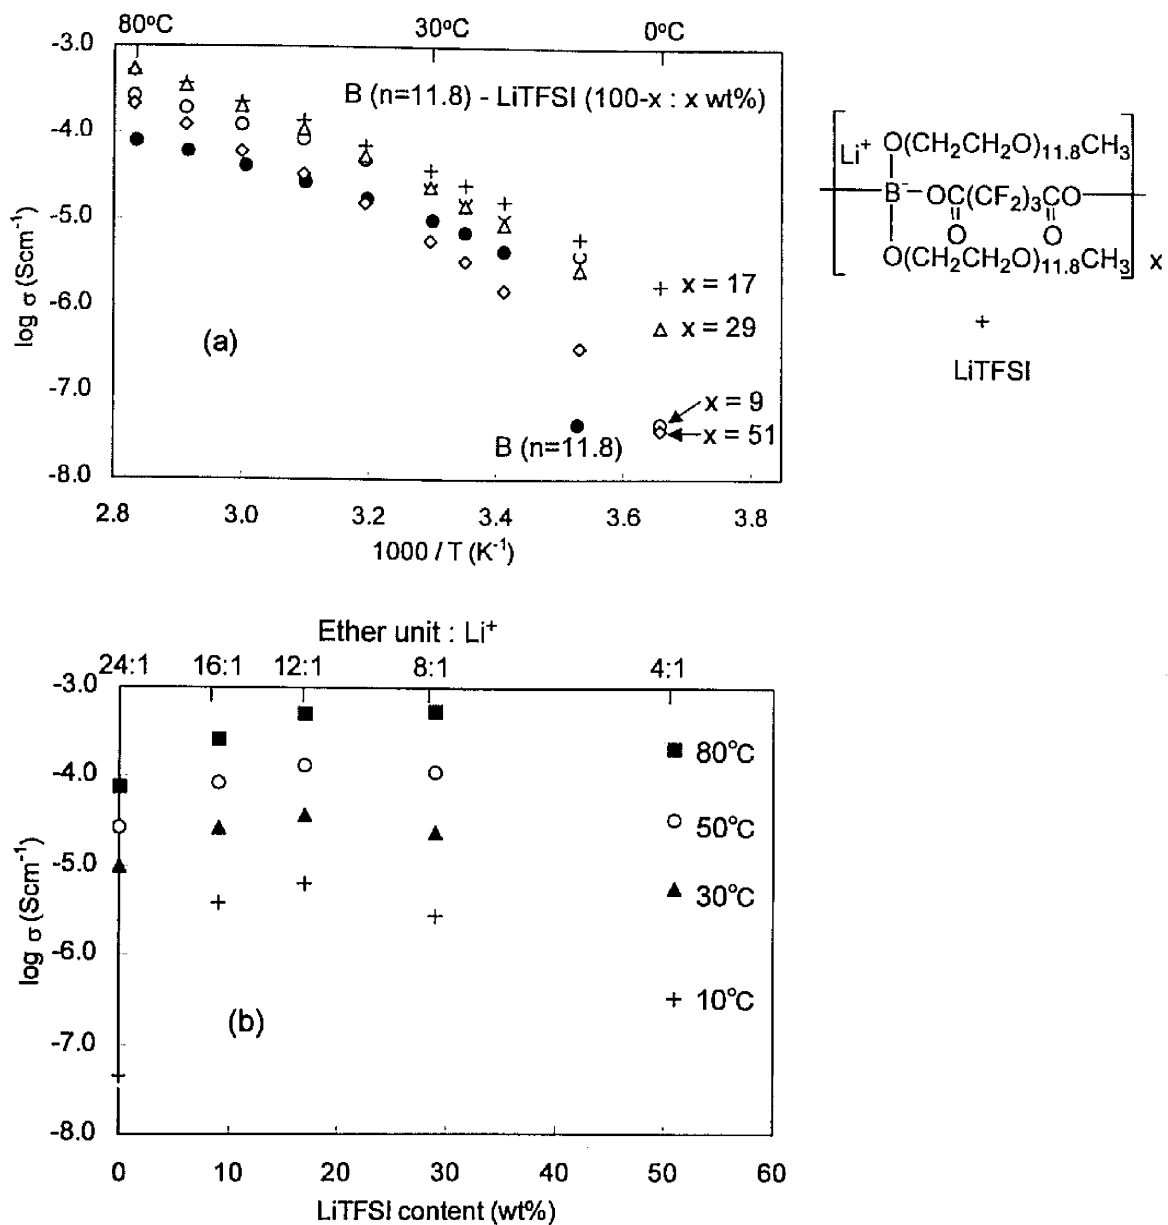 80°C 30°C 0°C
-3.0
-4.0
-5.0
-6.0
-7.0
-8.0
log σ (Scm⁻¹)
B (n=11.8) - LiTFSI (100-x : x wt%)
x = 17
(a)
x = 29
x = 9
x = 51
B (n=11.8)
2.8 3.0 3.2 3.4 3.6 3.8
1000 / T (K⁻¹)
Li⁺ O(CH₂CH₂O)₁₁.₈CH₃
B⁻ OC(CF₂)₃CO
O O
O(CH₂CH₂O)₁₁.₈CH₃ x
+
LiTFSI
Ether unit : Li⁺
24:1 16:1 12:1 8:1 4:1
-3.0
-4.0
-5.0
-6.0
-7.0
-8.0
log σ (Scm⁻¹)
80°C
50°C
30°C
10°C
(b)
0 10 20 30 40 50 60
LiTFSI content (wt%)